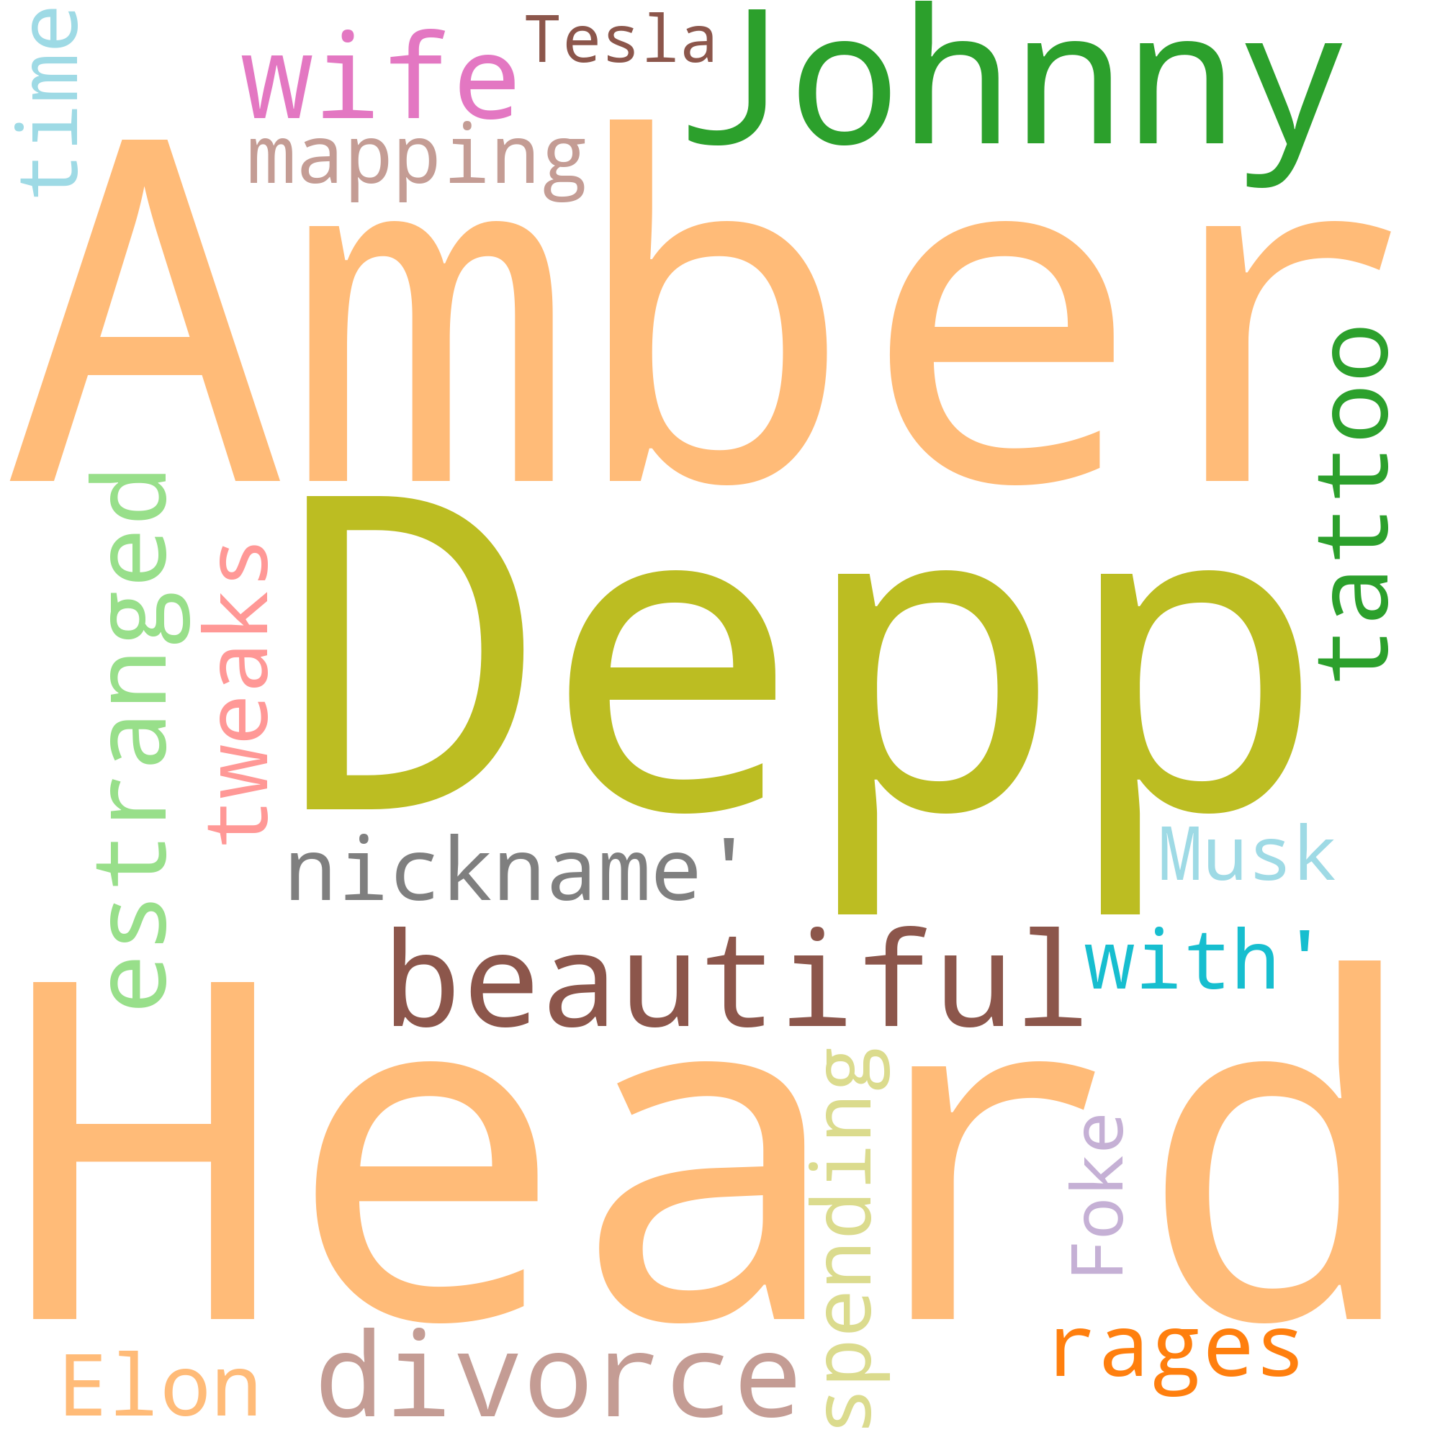 time
wife
Tesla
Johnny
mapping
Amber
tattoo
estranged
tweaks
Depp
nickname'
Musk
beautiful
with'
Heard
spending
Foke
Elon
divorce
rages